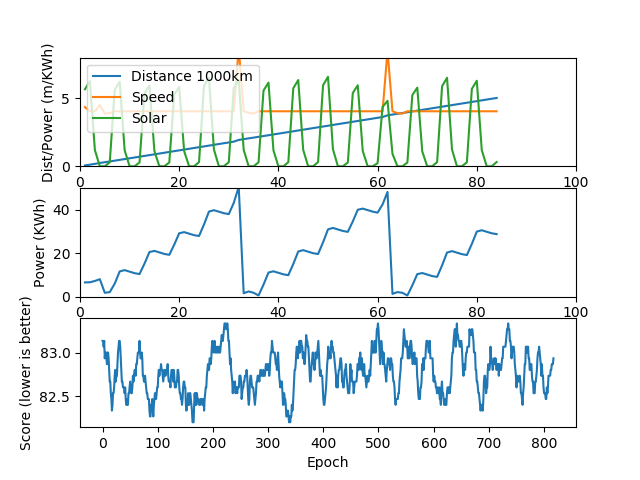 Dist/Power (m/KWh)
5
0
Distance 1000km
Speed
Solar
0 20 40 60 80 100
Power (KWh)
40
20
0
0 20 40 60 80 100
Score (lower is better)
83.0
82.5
0 100 200 300 400 500 600 700 800
Epoch